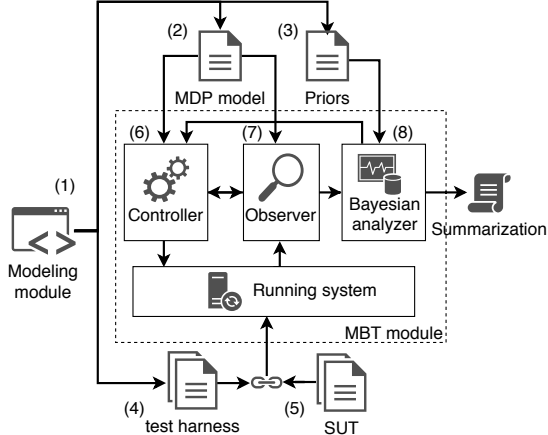 (2)
(3)
MDP model
Priors
(6)
(7)
(8)
(1)
Controller
Observer
Bayesian
analyzer
Summarization
Modeling
module
Running system
MBT module
(4)
test harness
(5)
SUT